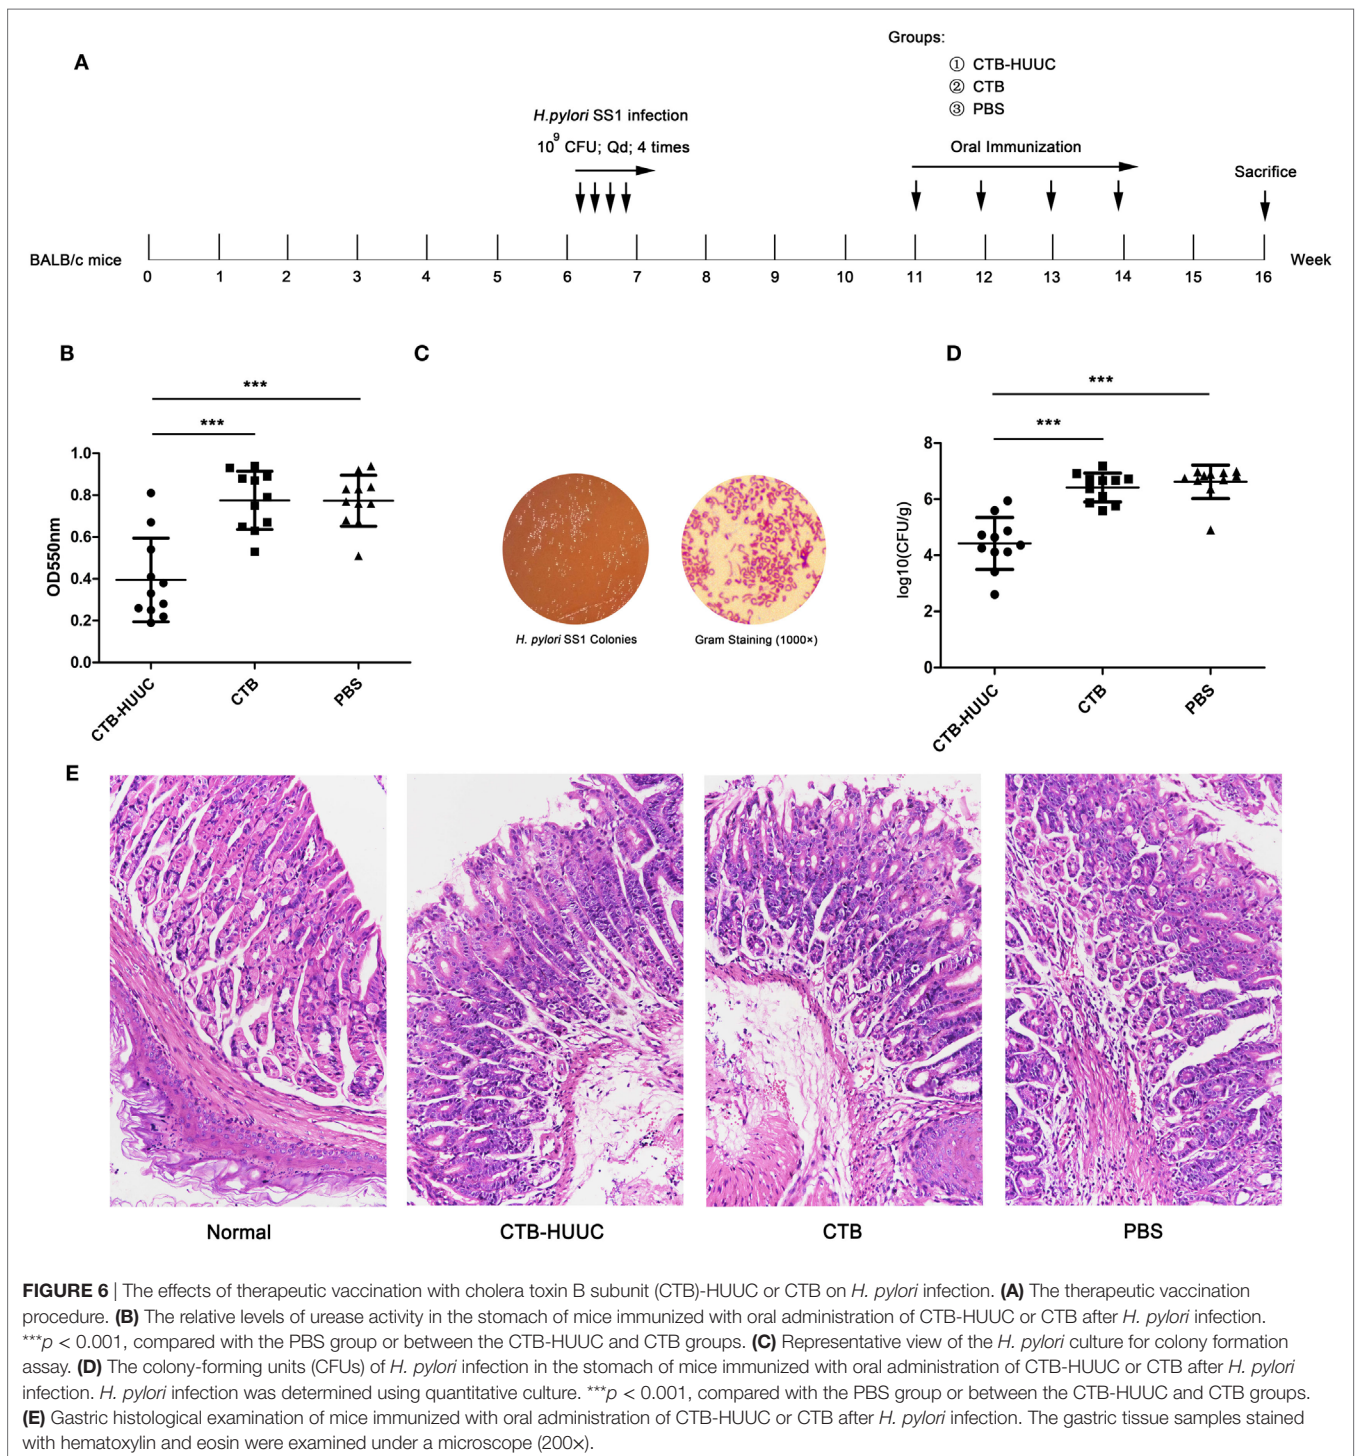 A
Groups:
① CTB-HUUC
② CTB
③ PBS
H.pylori SS1 infection
10⁹ CFU; Qd; 4 times
Oral Immunization
Sacrifice
BALB/c mice
0 1 2 3 4 5 6 7 8 9 10 11 12 13 14 15 16
Week
B
***
***
OD550nm
1.0
0.8
0.6
0.4
0.2
0.0
CTB-HUUC
CTB
PBS
C
H. pylori SS1 Colonies
Gram Staining (1000×)
D
***
***
log10(CFU/g)
8
6
4
2
0
CTB-HUUC
CTB
PBS
E
Normal
CTB-HUUC
CTB
PBS
FIGURE 6 | The effects of therapeutic vaccination with cholera toxin B subunit (CTB)-HUUC or CTB on H. pylori infection. (A) The therapeutic vaccination
procedure. (B) The relative levels of urease activity in the stomach of mice immunized with oral administration of CTB-HUUC or CTB after H. pylori infection.
***p < 0.001, compared with the PBS group or between the CTB-HUUC and CTB groups. (C) Representative view of the H. pylori culture for colony formation
assay. (D) The colony-forming units (CFUs) of H. pylori infection in the stomach of mice immunized with oral administration of CTB-HUUC or CTB after H. pylori
infection. H. pylori infection was determined using quantitative culture. ***p < 0.001, compared with the PBS group or between the CTB-HUUC and CTB groups.
(E) Gastric histological examination of mice immunized with oral administration of CTB-HUUC or CTB after H. pylori infection. The gastric tissue samples stained
with hematoxylin and eosin were examined under a microscope (200×).